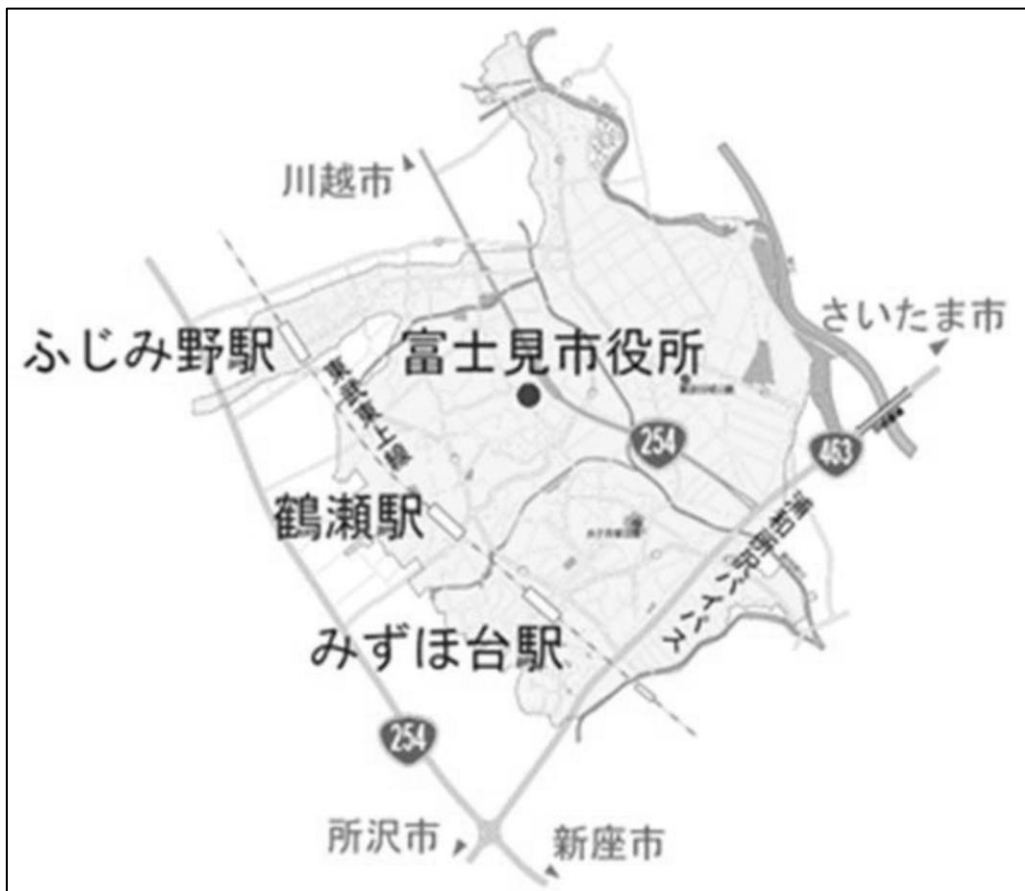 川越市
さいたま市
ふじみ野駅
富士見市役所
東武東上線
254
463
鶴瀬駅
浦和所沢バイパス
みずほ台駅
254
所沢市
新座市